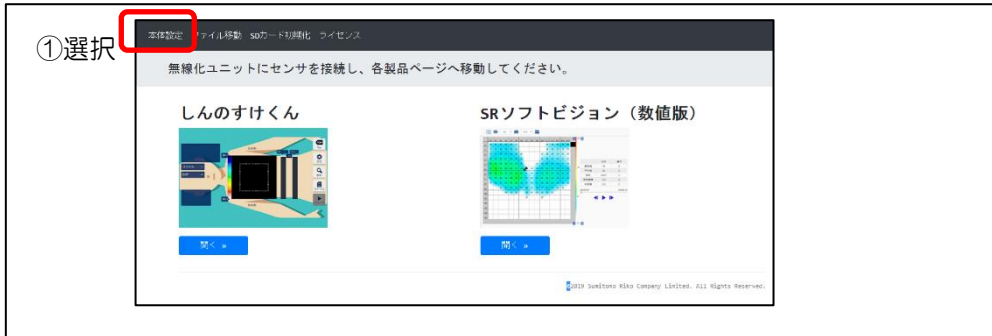 ①選択
本体設定 ファイル移動 SDカード初期化 ライセンス
無線化ユニットにセンサを接続し、各製品ページへ移動してください。
しんのすけくん
SRソフトビジョン（数値版）
開く »
開く »
©2019 Sumitomo Riko Company Limited. All Rights Reserved.